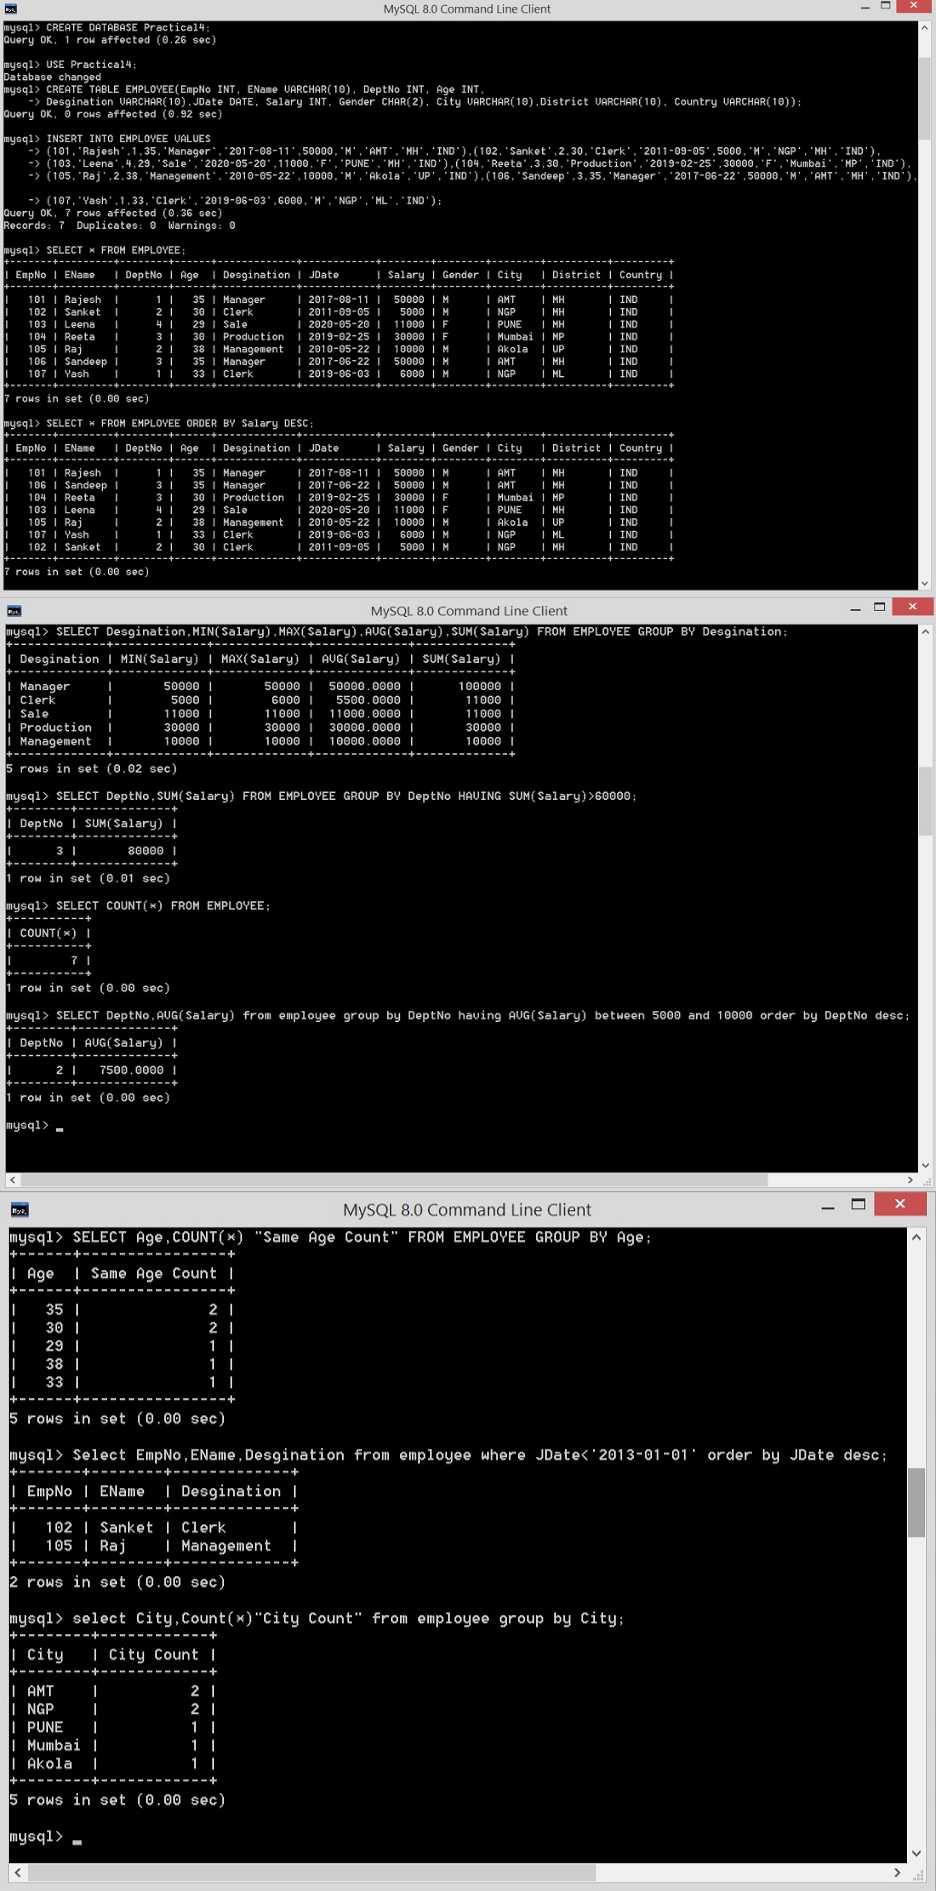 MySQL 8.0 Command Line Client
mysql> CREATE DATABASE Practical4;
Query OK, 1 row affected (0.26 sec)
mysql> USE Practical4;
Database changed
mysql> CREATE TABLE EMPLOYEE(EmpNo INT, EName VARCHAR(10), DeptNo INT, Age INT,
    -> Desgination VARCHAR(10),JDate DATE, Salary INT, Gender CHAR(2), City VARCHAR(10),District VARCHAR(10), Country VARCHAR(10));
Query OK, 0 rows affected (0.92 sec)
mysql> INSERT INTO EMPLOYEE VALUES
    -> (101,'Rajesh',1,35,'Manager','2017-08-11',50000,'M','AMT','MH','IND'),(102,'Sanket',2,30,'Clerk','2011-09-05',5000,'M','NGP','MH','IND'),
    -> (103,'Leena',4,29,'Sale','2020-05-20',11000,'F','PUNE','MH','IND'),(104,'Reeta',3,30,'Production','2019-02-25',30000,'F','Mumbai','MP','IND'),
    -> (105,'Raj',2,38,'Management','2010-05-22',10000,'M','Akola','UP','IND'),(106,'Sandeep',3,35,'Manager','2017-06-22',50000,'M','AMT','MH','IND'),
    -> (107,'Yash',1,33,'Clerk','2019-06-03',6000,'M','NGP','ML','IND');
Query OK, 7 rows affected (0.36 sec)
Records: 7  Duplicates: 0  Warnings: 0
mysql> SELECT * FROM EMPLOYEE;
| EmpNo | EName | DeptNo | Age | Desgination | JDate | Salary | Gender | City | District | Country |
| 101 | Rajesh | 1 | 35 | Manager | 2017-08-11 | 50000 | M | AMT | MH | IND |
| 102 | Sanket | 2 | 30 | Clerk | 2011-09-05 | 5000 | M | NGP | MH | IND |
| 103 | Leena | 4 | 29 | Sale | 2020-05-20 | 11000 | F | PUNE | MH | IND |
| 104 | Reeta | 3 | 30 | Production | 2019-02-25 | 30000 | F | Mumbai | MP | IND |
| 105 | Raj | 2 | 38 | Management | 2010-05-22 | 10000 | M | Akola | UP | IND |
| 106 | Sandeep | 3 | 35 | Manager | 2017-06-22 | 50000 | M | AMT | MH | IND |
| 107 | Yash | 1 | 33 | Clerk | 2019-06-03 | 6000 | M | NGP | ML | IND |
7 rows in set (0.00 sec)
mysql> SELECT * FROM EMPLOYEE ORDER BY Salary DESC;
| EmpNo | EName | DeptNo | Age | Desgination | JDate | Salary | Gender | City | District | Country |
| 101 | Rajesh | 1 | 35 | Manager | 2017-08-11 | 50000 | M | AMT | MH | IND |
| 106 | Sandeep | 3 | 35 | Manager | 2017-06-22 | 50000 | M | AMT | MH | IND |
| 104 | Reeta | 3 | 30 | Production | 2019-02-25 | 30000 | F | Mumbai | MP | IND |
| 103 | Leena | 4 | 29 | Sale | 2020-05-20 | 11000 | F | PUNE | MH | IND |
| 105 | Raj | 2 | 38 | Management | 2010-05-22 | 10000 | M | Akola | UP | IND |
| 107 | Yash | 1 | 33 | Clerk | 2019-06-03 | 6000 | M | NGP | ML | IND |
| 102 | Sanket | 2 | 30 | Clerk | 2011-09-05 | 5000 | M | NGP | MH | IND |
7 rows in set (0.00 sec)
MySQL 8.0 Command Line Client
mysql> SELECT Desgination,MIN(Salary),MAX(Salary),AVG(Salary),SUM(Salary) FROM EMPLOYEE GROUP BY Desgination;
| Desgination | MIN(Salary) | MAX(Salary) | AVG(Salary) | SUM(Salary) |
| Manager | 50000 | 50000 | 50000.0000 | 100000 |
| Clerk | 5000 | 6000 | 5500.0000 | 11000 |
| Sale | 11000 | 11000 | 11000.0000 | 11000 |
| Production | 30000 | 30000 | 30000.0000 | 30000 |
| Management | 10000 | 10000 | 10000.0000 | 10000 |
5 rows in set (0.02 sec)
mysql> SELECT DeptNo,SUM(Salary) FROM EMPLOYEE GROUP BY DeptNo HAVING SUM(Salary)>60000;
| DeptNo | SUM(Salary) |
| 3 | 80000 |
1 row in set (0.01 sec)
mysql> SELECT COUNT(*) FROM EMPLOYEE;
| COUNT(*) |
| 7 |
1 row in set (0.00 sec)
mysql> SELECT DeptNo,AVG(Salary) from employee group by DeptNo having AVG(Salary) between 5000 and 10000 order by DeptNo desc;
| DeptNo | AVG(Salary) |
| 2 | 7500.0000 |
1 row in set (0.00 sec)
mysql> _
MySQL 8.0 Command Line Client
mysql> SELECT Age,COUNT(*) "Same Age Count" FROM EMPLOYEE GROUP BY Age;
| Age | Same Age Count |
| 35 | 2 |
| 30 | 2 |
| 29 | 1 |
| 38 | 1 |
| 33 | 1 |
5 rows in set (0.00 sec)
mysql> Select EmpNo,EName,Desgination from employee where JDate<'2013-01-01' order by JDate desc;
| EmpNo | EName | Desgination |
| 102 | Sanket | Clerk |
| 105 | Raj | Management |
2 rows in set (0.00 sec)
mysql> select City,Count(*)"City Count" from employee group by City;
| City | City Count |
| AMT | 2 |
| NGP | 2 |
| PUNE | 1 |
| Mumbai | 1 |
| Akola | 1 |
5 rows in set (0.00 sec)
mysql> _